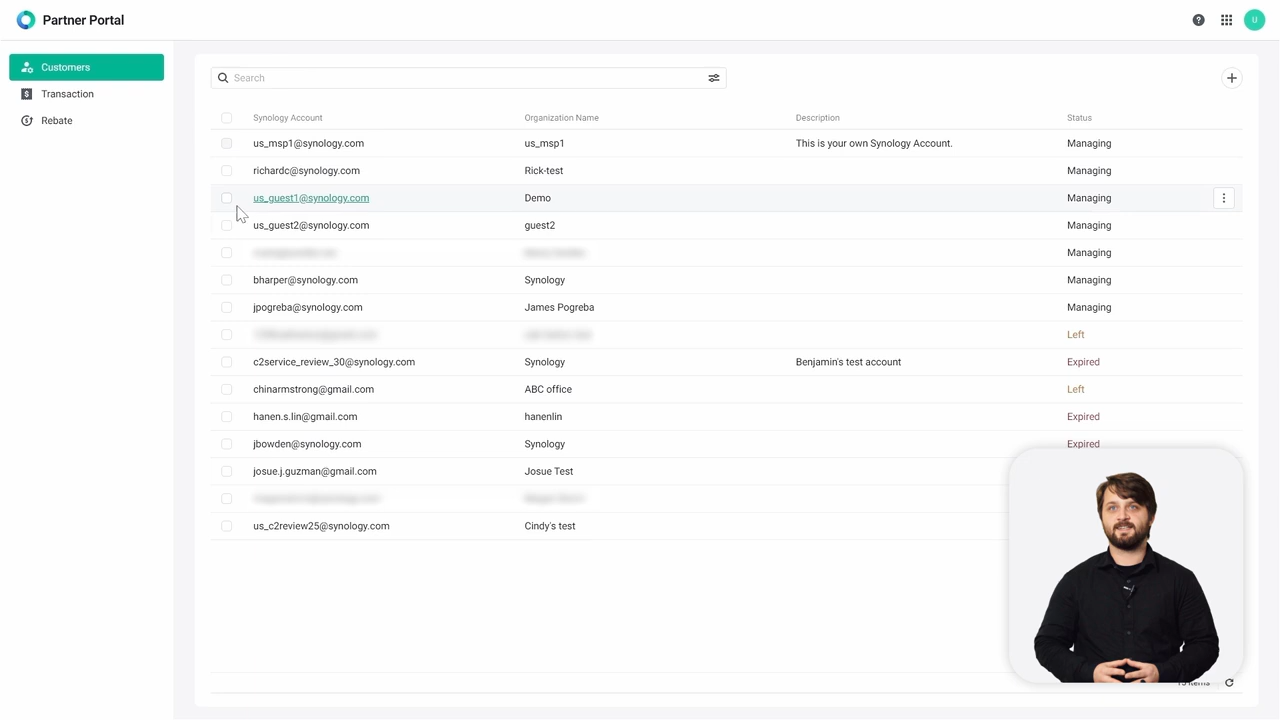 Partner Portal
U
Customers
Transaction
Rebate
Search
Synology Account Organization Name Description Status
us_msp1@synology.com us_msp1 This is your own Synology Account. Managing
richardc@synology.com Rick-test Managing
us_guest1@synology.com Demo Managing
us_guest2@synology.com guest2 Managing
Managing
bharper@synology.com Synology Managing
jpogreba@synology.com James Pogreba Managing
Left
c2service_review_30@synology.com Synology Benjamin's test account Expired
chinarmstrong@gmail.com ABC office Left
hanen.s.lin@gmail.com hanenlin Expired
jbowden@synology.com Synology Expired
josue.j.guzman@gmail.com Josue Test
us_c2review25@synology.com Cindy's test
items